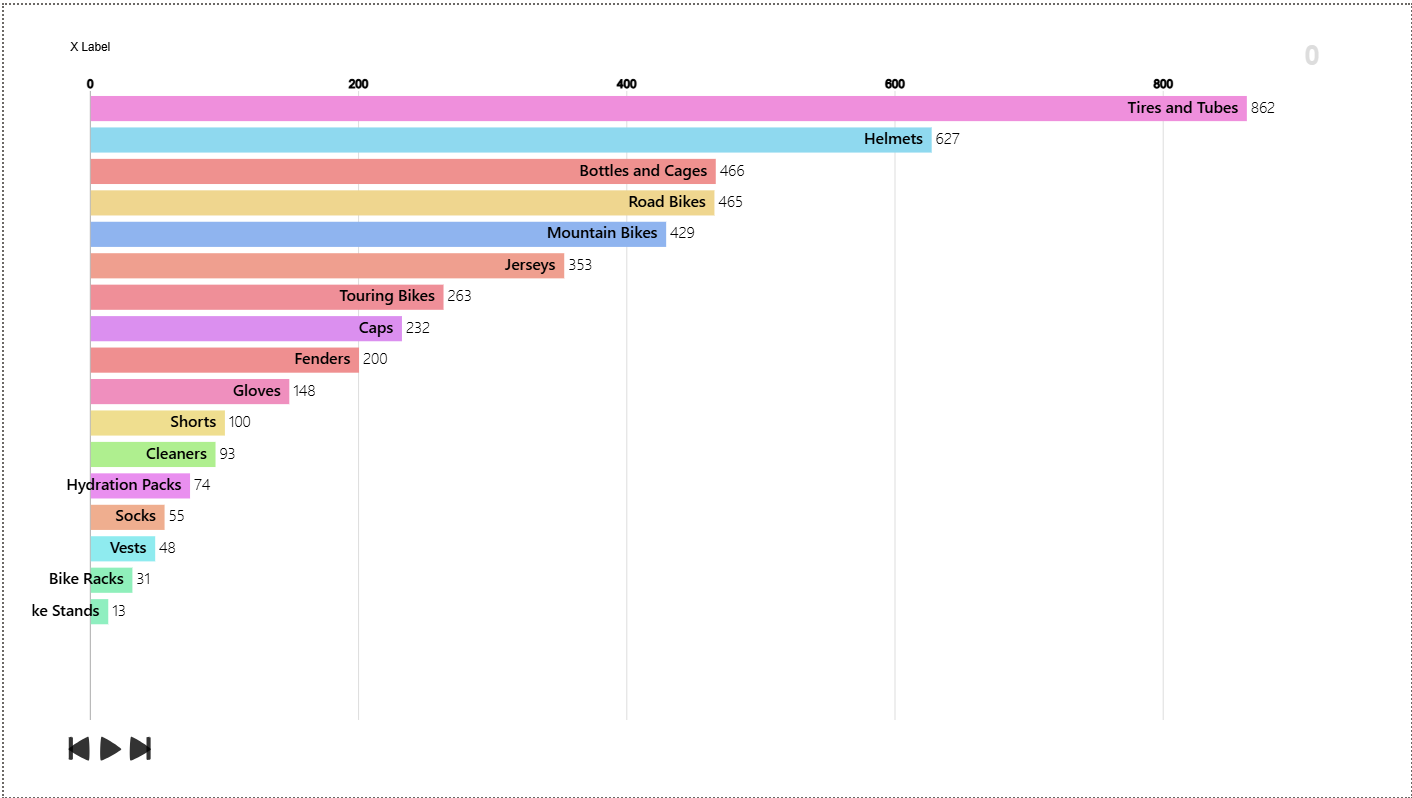 X Label
0
0 200 400 600 800
Tires and Tubes 862
Helmets 627
Bottles and Cages 466
Road Bikes 465
Mountain Bikes 429
Jerseys 353
Touring Bikes 263
Caps 232
Fenders 200
Gloves 148
Shorts 100
Cleaners 93
Hydration Packs 74
Socks 55
Vests 48
Bike Racks 31
ke Stands 13